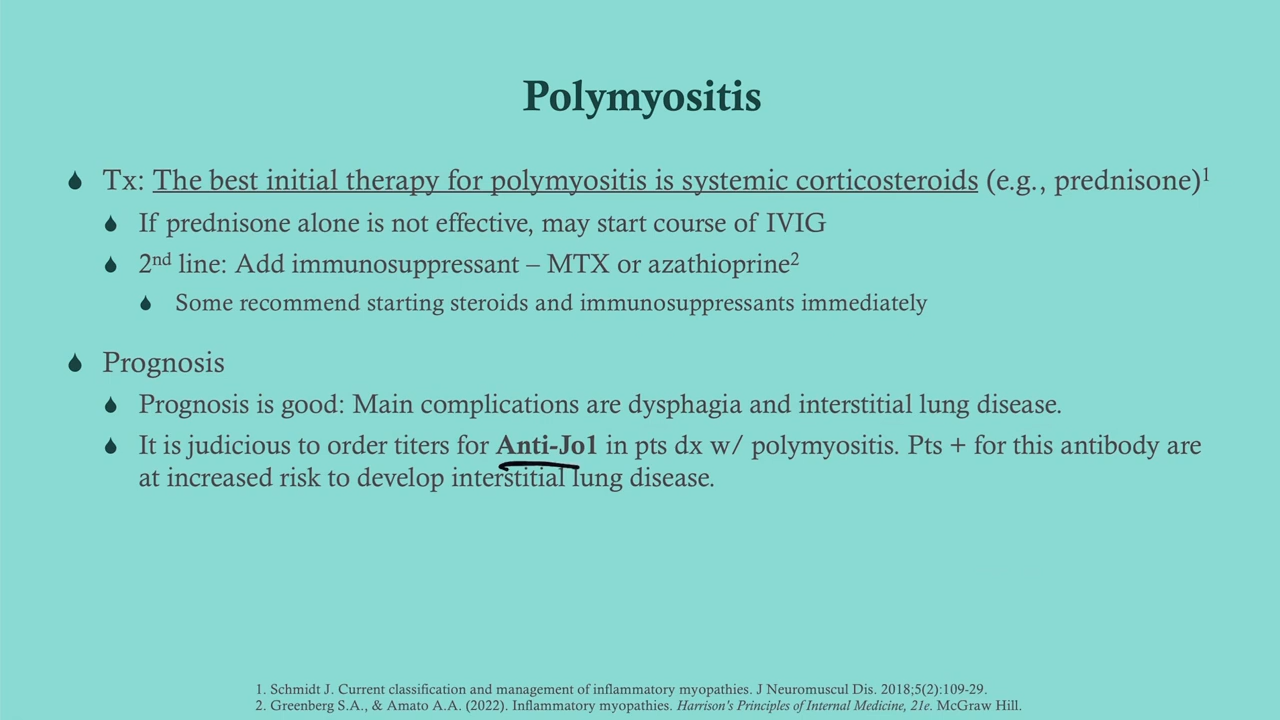 Polymyositis
Tx: The best initial therapy for polymyositis is systemic corticosteroids (e.g., prednisone)1
If prednisone alone is not effective, may start course of IVIG
2nd line: Add immunosuppressant – MTX or azathioprine2
Some recommend starting steroids and immunosuppressants immediately
Prognosis
Prognosis is good: Main complications are dysphagia and interstitial lung disease.
It is judicious to order titers for Anti-Jo1 in pts dx w/ polymyositis. Pts + for this antibody are
at increased risk to develop interstitial lung disease.
1. Schmidt J. Current classification and management of inflammatory myopathies. J Neuromuscul Dis. 2018;5(2):109-29.
2. Greenberg S.A., & Amato A.A. (2022). Inflammatory myopathies. Harrison's Principles of Internal Medicine, 21e. McGraw Hill.